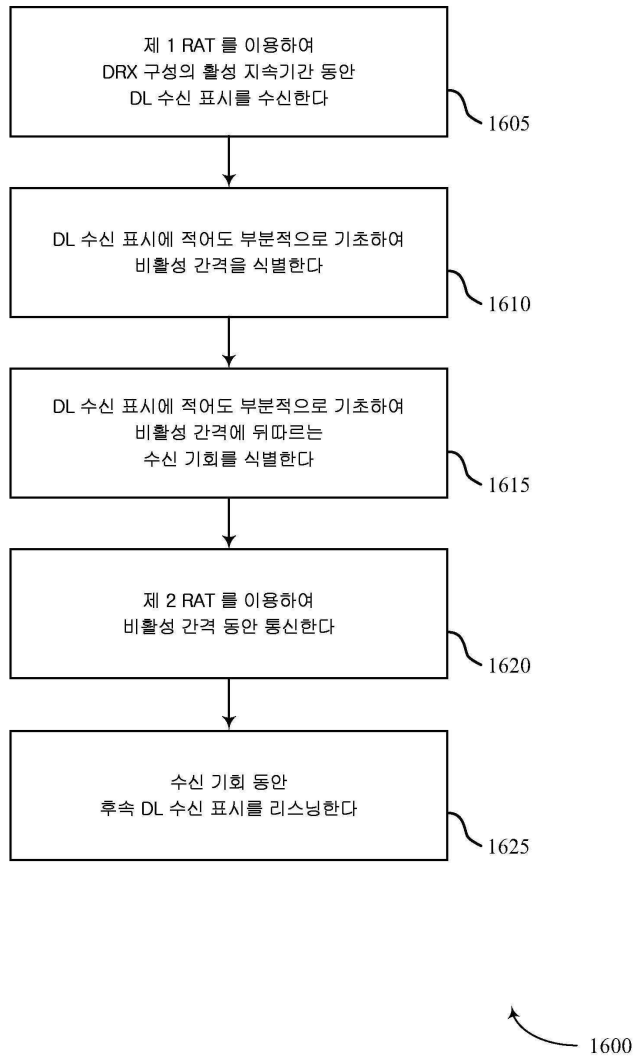 제 1 RAT 를 이용하여
DRX 구성의 활성 지속기간 동안
DL 수신 표시를 수신한다
1605
DL 수신 표시에 적어도 부분적으로 기초하여
비활성 간격을 식별한다
1610
DL 수신 표시에 적어도 부분적으로 기초하여
비활성 간격에 뒤따르는
수신 기회를 식별한다
1615
제 2 RAT 를 이용하여
비활성 간격 동안 통신한다
1620
수신 기회 동안
후속 DL 수신 표시를 리스닝한다
1625
1600